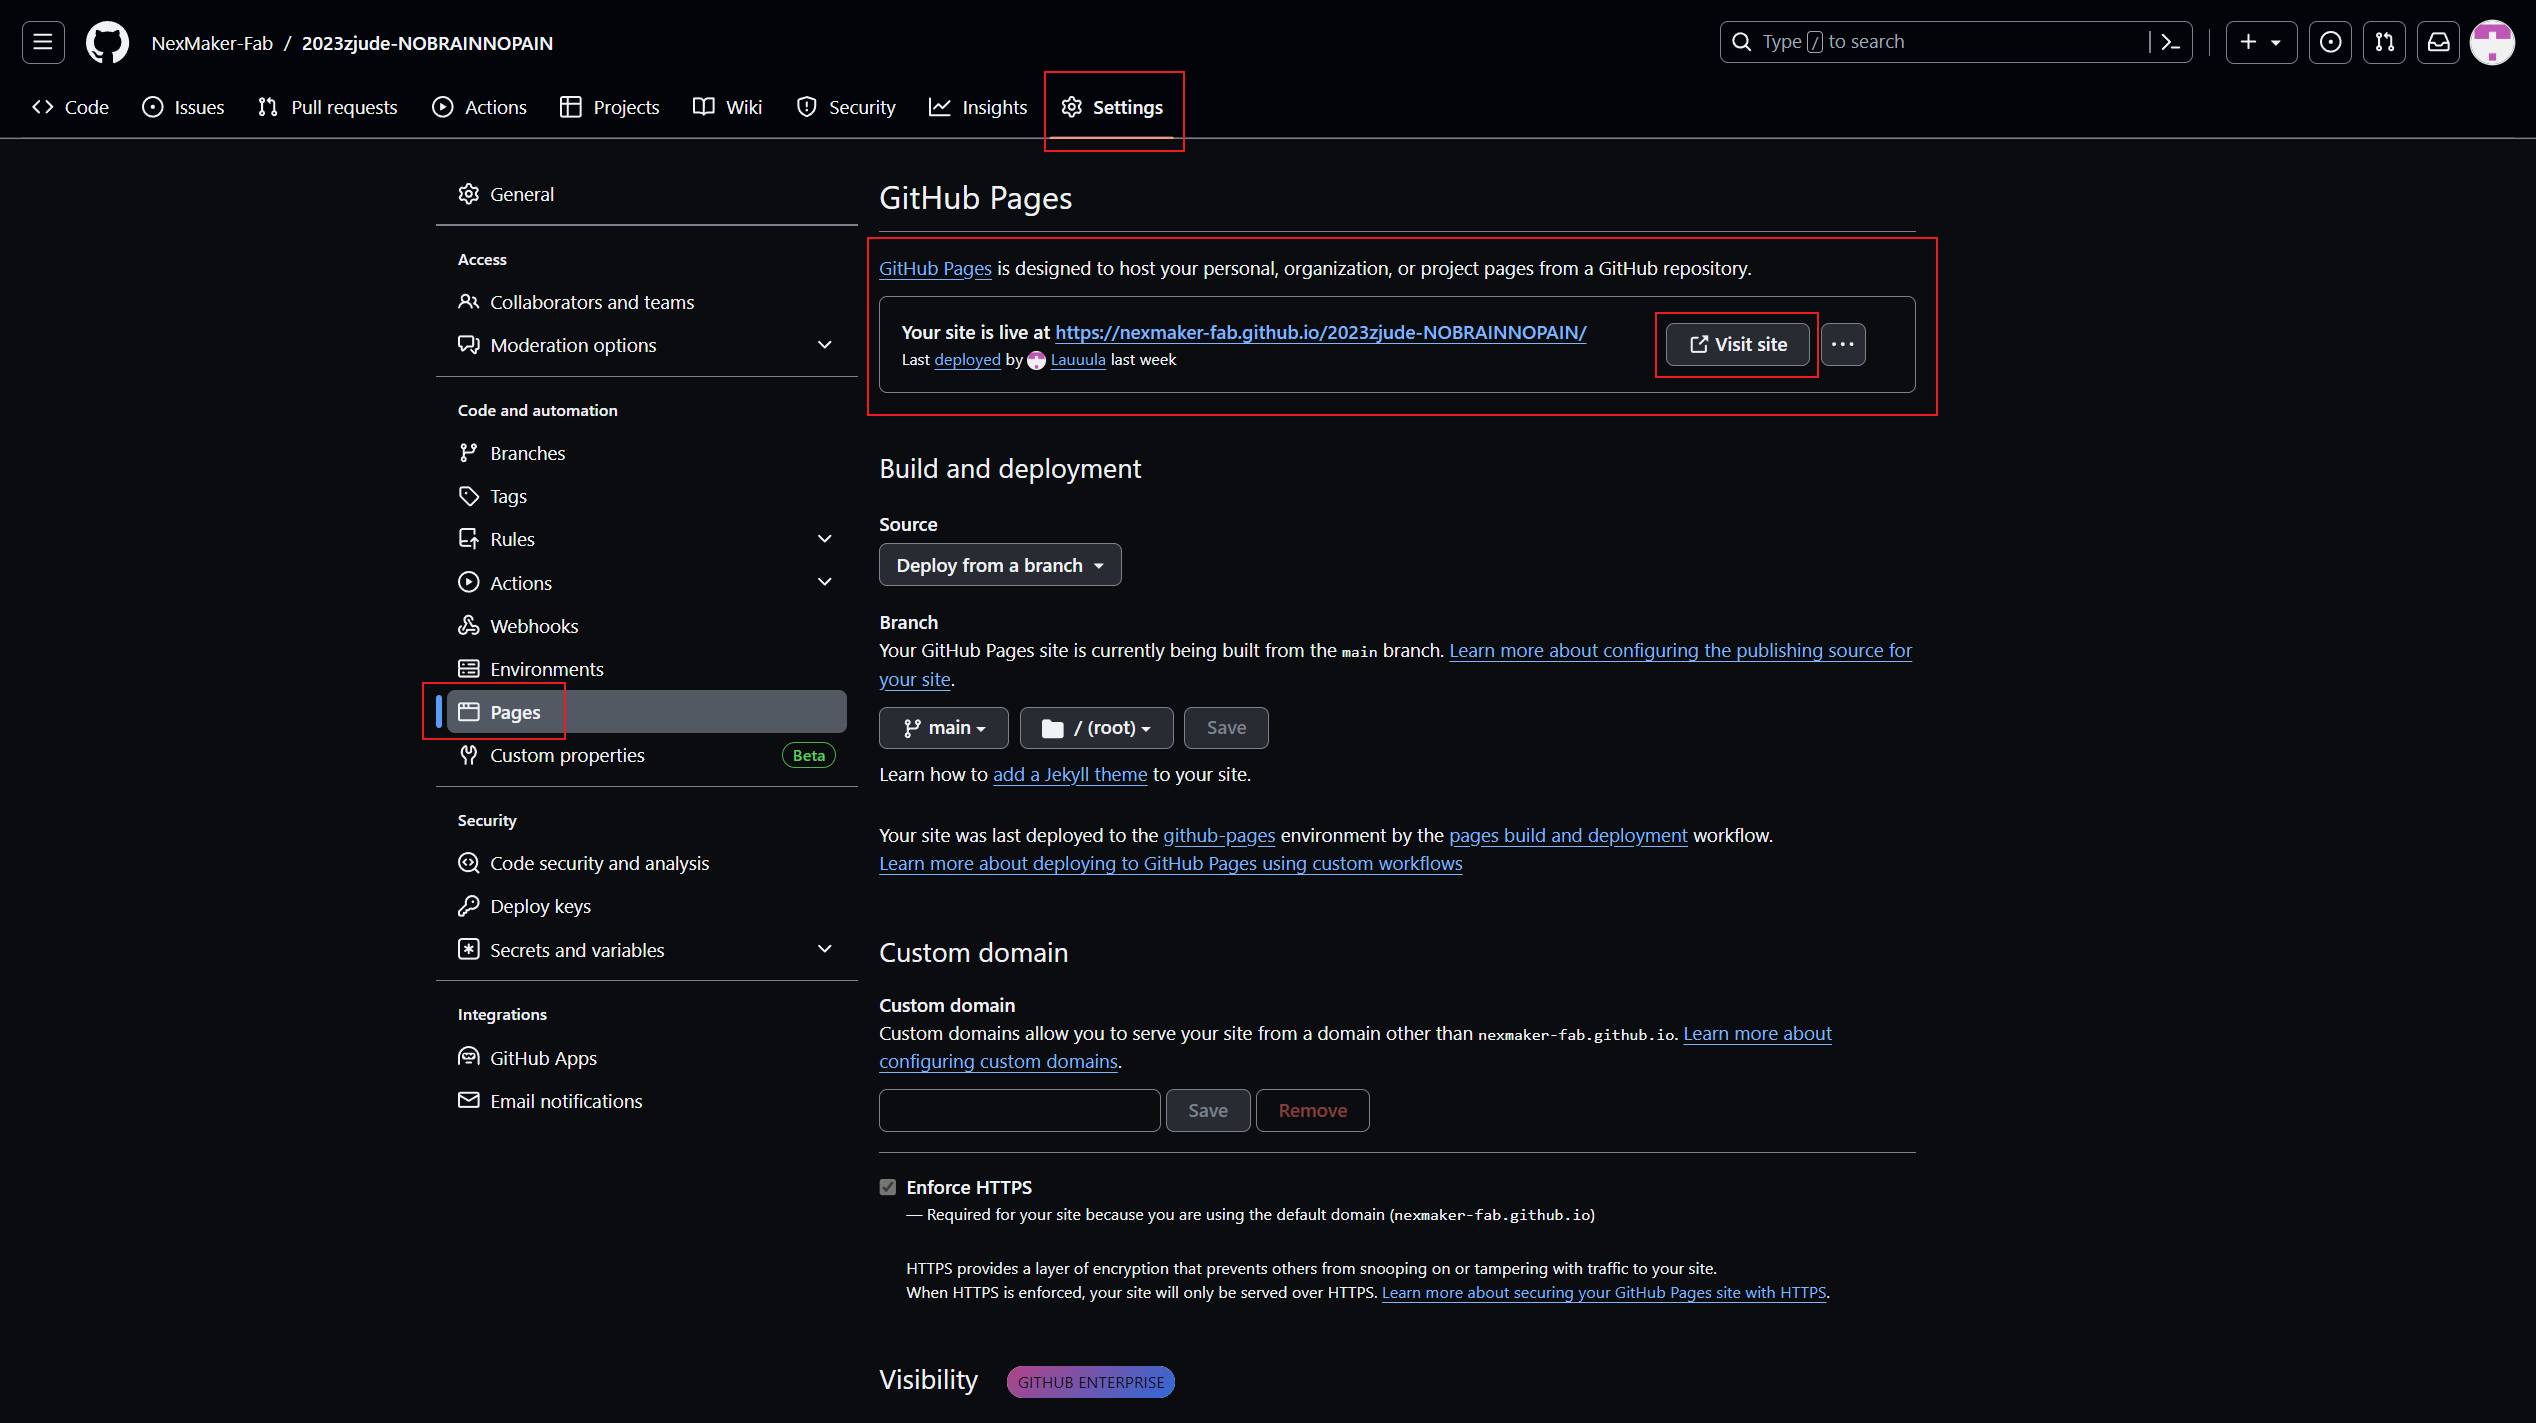 NexMaker-Fab / 2023zjude-NOBRAINNOPAIN
Type / to search
Code
Issues
Pull requests
Actions
Projects
Wiki
Security
Insights
Settings
General
Access
Collaborators and teams
Moderation options
Code and automation
Branches
Tags
Rules
Actions
Webhooks
Environments
Pages
Custom properties
Beta
Security
Code security and analysis
Deploy keys
Secrets and variables
Integrations
GitHub Apps
Email notifications
GitHub Pages
GitHub Pages is designed to host your personal, organization, or project pages from a GitHub repository.
Your site is live at https://nexmaker-fab.github.io/2023zjude-NOBRAINNOPAIN/
Last deployed by Lauuula last week
Visit site
Build and deployment
Source
Deploy from a branch
Branch
Your GitHub Pages site is currently being built from the main branch. Learn more about configuring the publishing source for
your site.
main
/ (root)
Save
Learn how to add a Jekyll theme to your site.
Your site was last deployed to the github-pages environment by the pages build and deployment workflow.
Learn more about deploying to GitHub Pages using custom workflows
Custom domain
Custom domain
Custom domains allow you to serve your site from a domain other than nexmaker-fab.github.io. Learn more about
configuring custom domains.
Save
Remove
Enforce HTTPS
— Required for your site because you are using the default domain (nexmaker-fab.github.io)
HTTPS provides a layer of encryption that prevents others from snooping on or tampering with traffic to your site.
When HTTPS is enforced, your site will only be served over HTTPS. Learn more about securing your GitHub Pages site with HTTPS.
Visibility
GITHUB ENTERPRISE